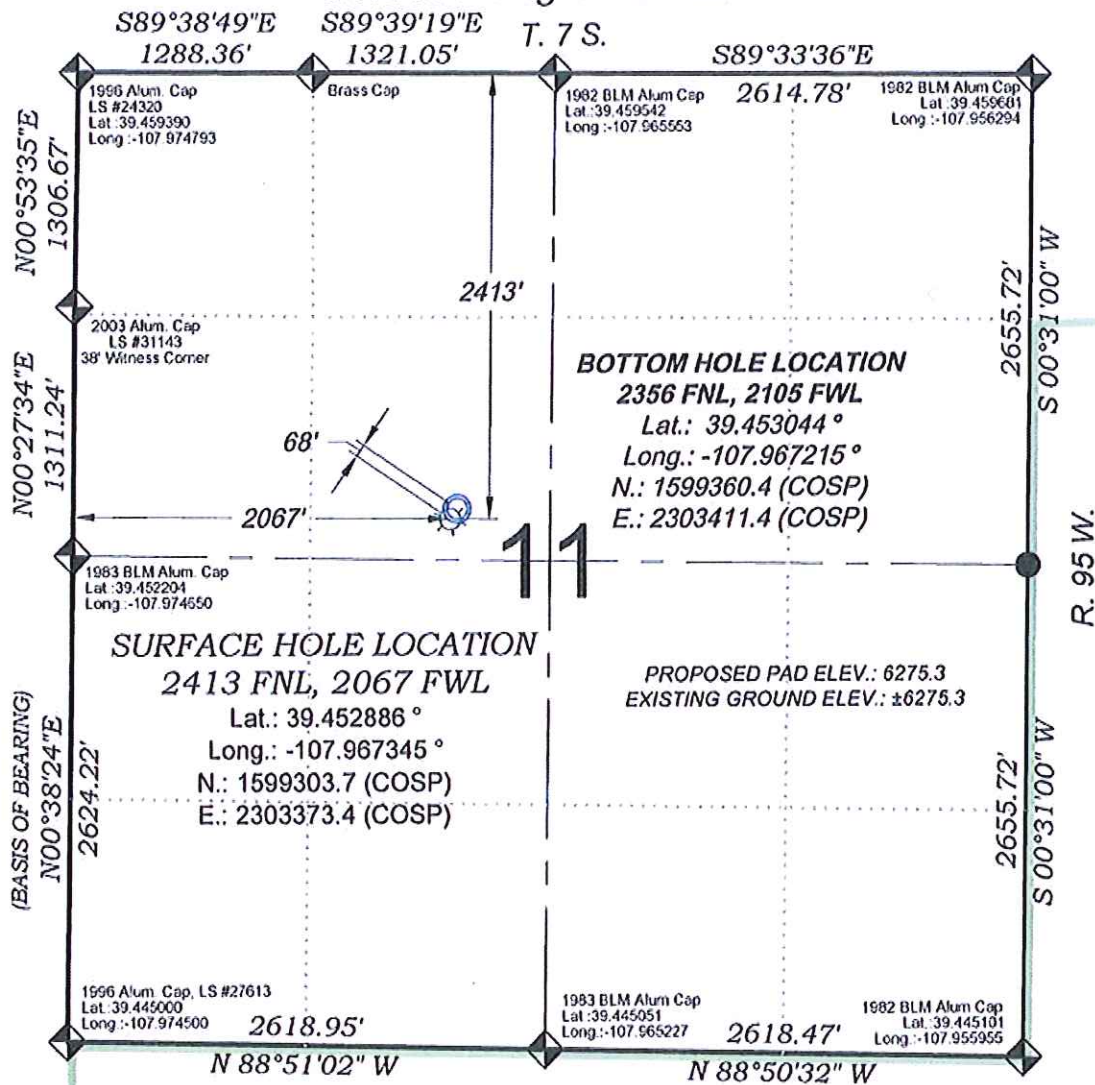 S89°38'49"E
1288.36'
S89°39'19"E
1321.05'
T. 7 S.
S89°33'36"E
2614.78'
1996 Alum. Cap
LS #24320
Lat :39.459390
Long :-107.974793
Brass Cap
1982 BLM Alum Cap
Lat.:39.459542
Long :-107.965553
1982 BLM Alum Cap
Lat :39.459681
Long :-107.956294
N00°53'35"E
1306.67'
2655.72'
S 00°31'00" W
2413'
2003 Alum. Cap
LS #31143
38' Witness Corner
N00°27'34"E
1311.24'
BOTTOM HOLE LOCATION
2356 FNL, 2105 FWL
Lat.: 39.453044 °
Long.: -107.967215 °
N.: 1599360.4 (COSP)
E.: 2303411.4 (COSP)
68'
2067'
11
R. 95 W.
1983 BLM Alum. Cap
Lat :39.452204
Long :-107.974650
SURFACE HOLE LOCATION
2413 FNL, 2067 FWL
Lat.: 39.452886 °
Long.: -107.967345 °
N.: 1599303.7 (COSP)
E.: 2303373.4 (COSP)
PROPOSED PAD ELEV.: 6275.3
EXISTING GROUND ELEV.: ±6275.3
(BASIS OF BEARING)
N00°38'24"E
2624.22'
2655.72'
S 00°31'00" W
1996 Alum. Cap, LS #27613
Lat :39.445000
Long :-107.974500
2618.95'
N 88°51'02" W
1983 BLM Alum Cap
Lat :39.445051
Long :-107.965227
2618.47'
N 88°50'32" W
1982 BLM Alum Cap
Lat.:39.445101
Long :-107.955955